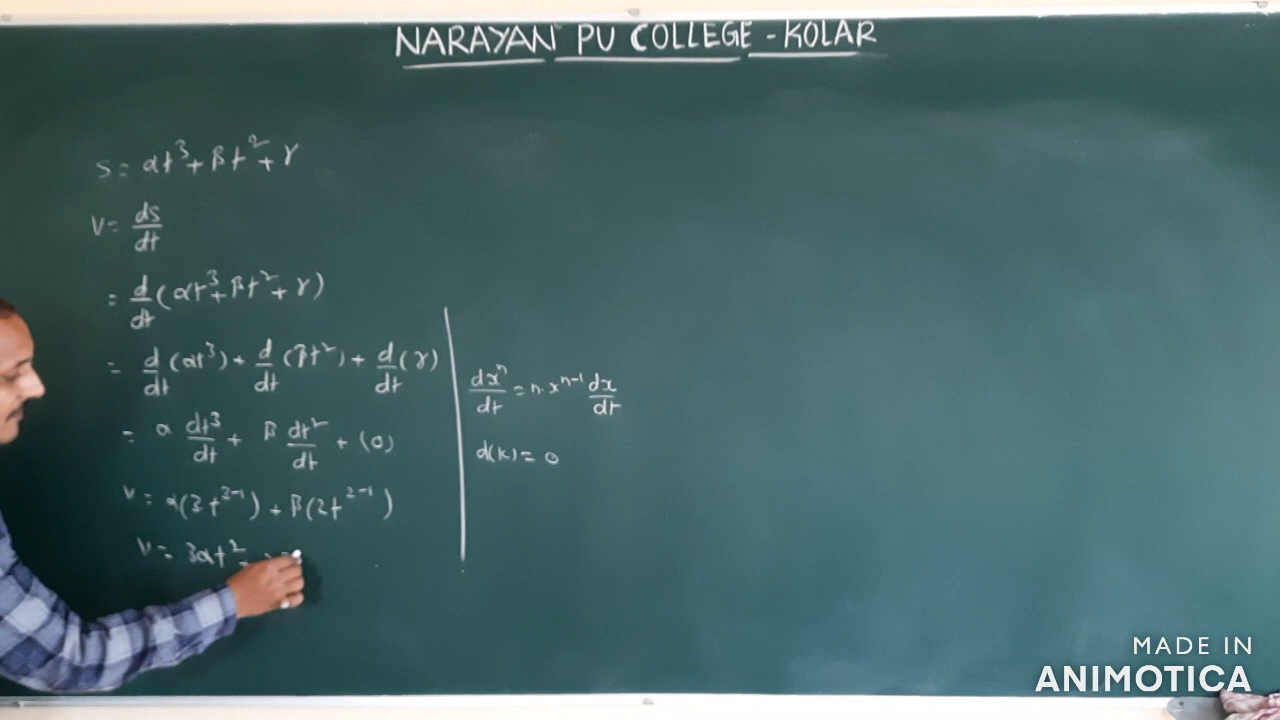 NARAYAN PU COLLEGE - KOLAR
S = αt³ + βt² + γ
V = ds/dt
= d/dt (αt³ + βt² + γ)
= d/dt (αt³) + d/dt (βt²) + d/dt (γ)
= α dt³/dt + β dt²/dt + (0)
V = α(3t³⁻¹) + β(2t²⁻¹)
V = 3αt²
dxⁿ/dt = n·xⁿ⁻¹ dx/dt
d(k) = 0
MADE IN
ANIMOTICA